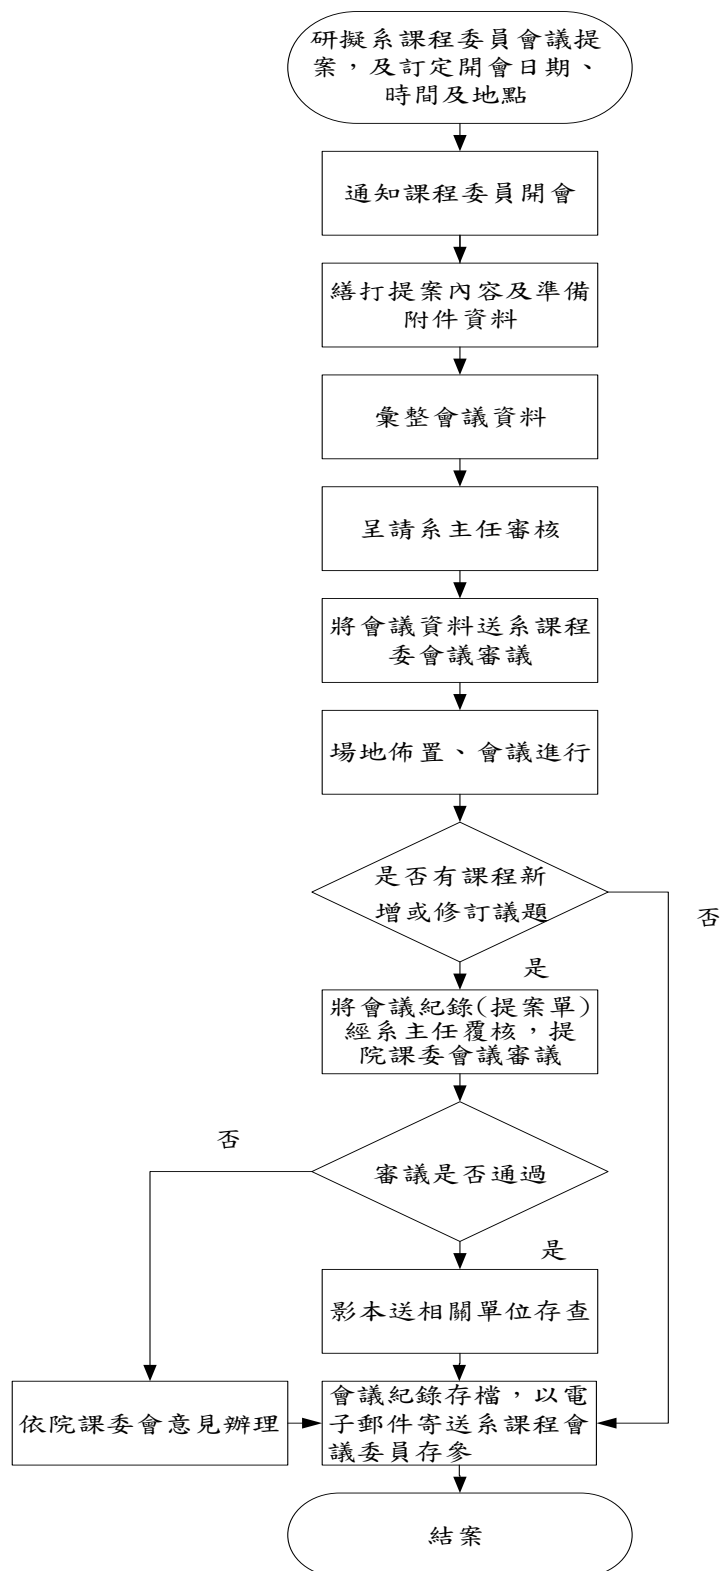 研擬系課程委員會議提
案，及訂定開會日期、
時間及地點
通知課程委員開會
繕打提案內容及準備
附件資料
彙整會議資料
呈請系主任審核
將會議資料送系課程
委會議審議
場地佈置、會議進行
是否有課程新
增或修訂議題
否
是
將會議紀錄(提案單)
經系主任覆核，提
院課委會議審議
否
審議是否通過
是
影本送相關單位存查
依院課委會意見辦理
會議紀錄存檔，以電
子郵件寄送系課程會
議委員存參
結案